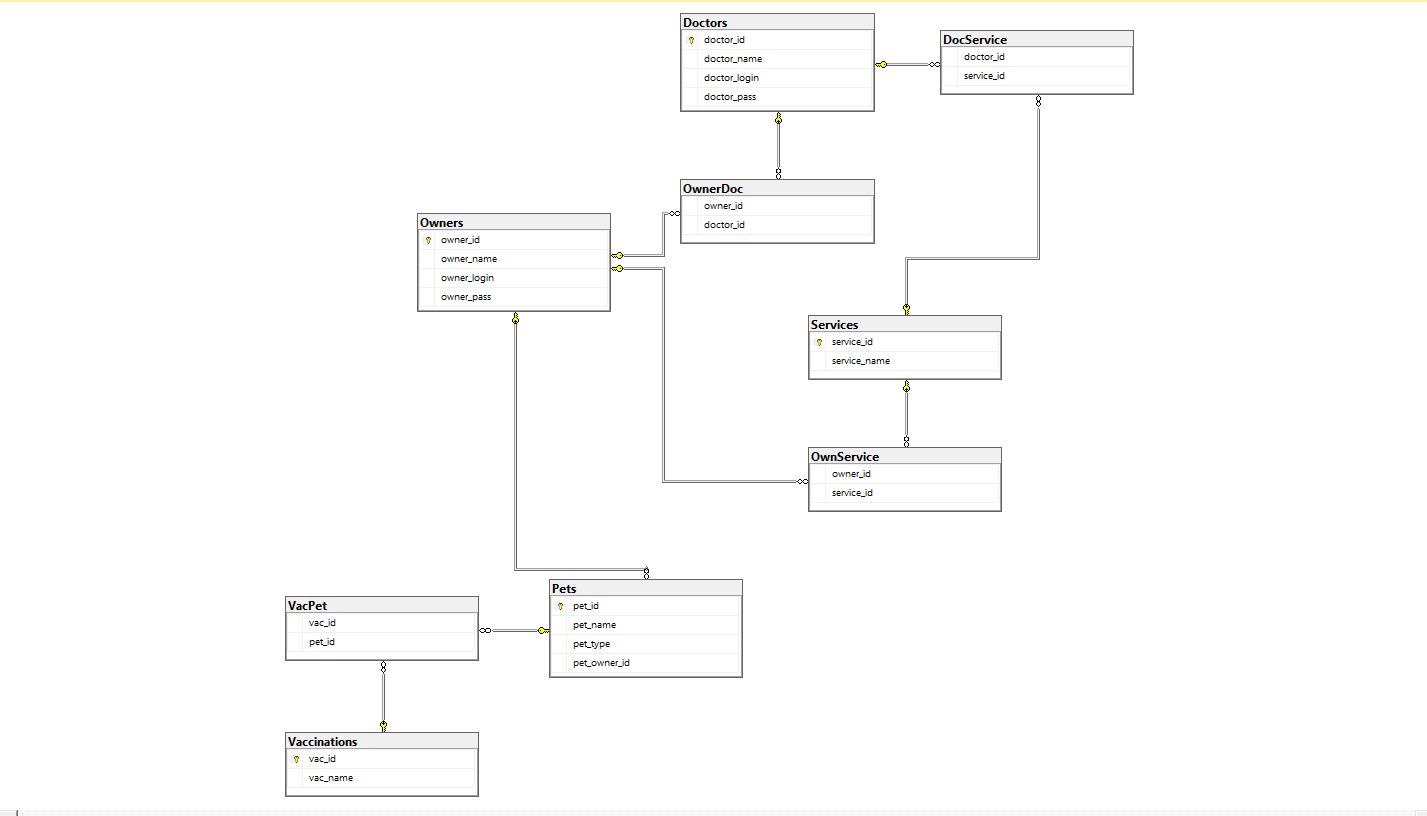 Doctors
doctor_id
doctor_name
doctor_login
doctor_pass
DocService
doctor_id
service_id
OwnerDoc
owner_id
doctor_id
Owners
owner_id
owner_name
owner_login
owner_pass
Services
service_id
service_name
OwnService
owner_id
service_id
Pets
pet_id
pet_name
pet_type
pet_owner_id
VacPet
vac_id
pet_id
Vaccinations
vac_id
vac_name